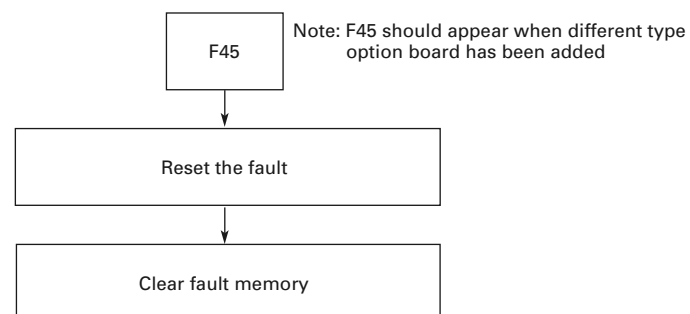 F45
Note: F45 should appear when different type
option board has been added
Reset the fault
Clear fault memory